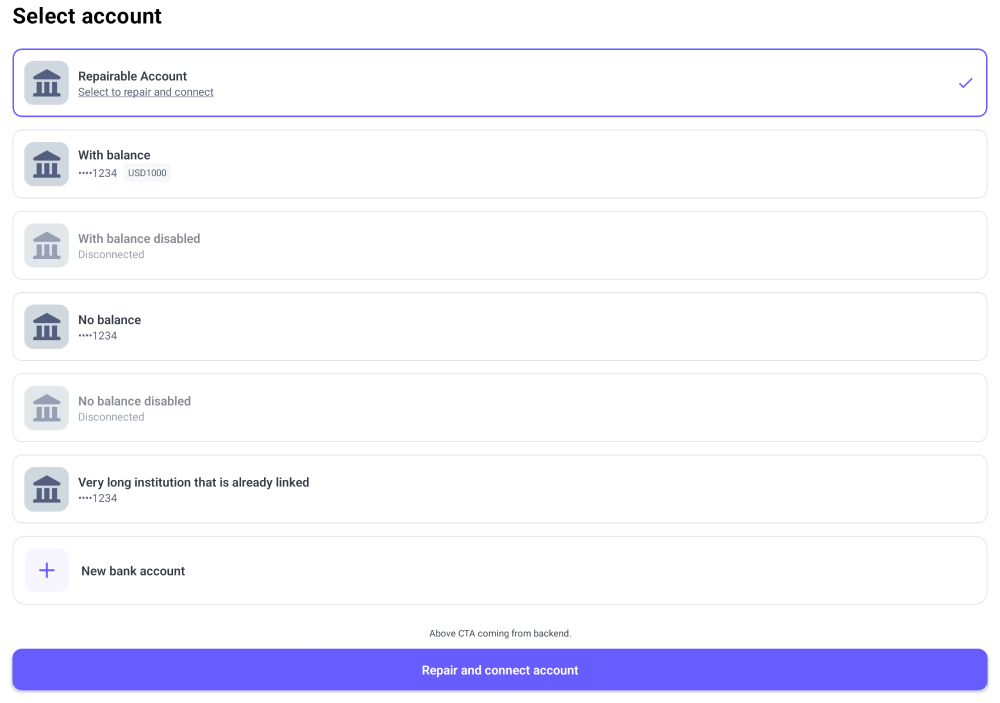 Select account
Repairable Account
Select to repair and connect
With balance
••••1234 USD1000
With balance disabled
Disconnected
No balance
••••1234
No balance disabled
Disconnected
Very long institution that is already linked
••••1234
New bank account
Above CTA coming from backend.
Repair and connect account